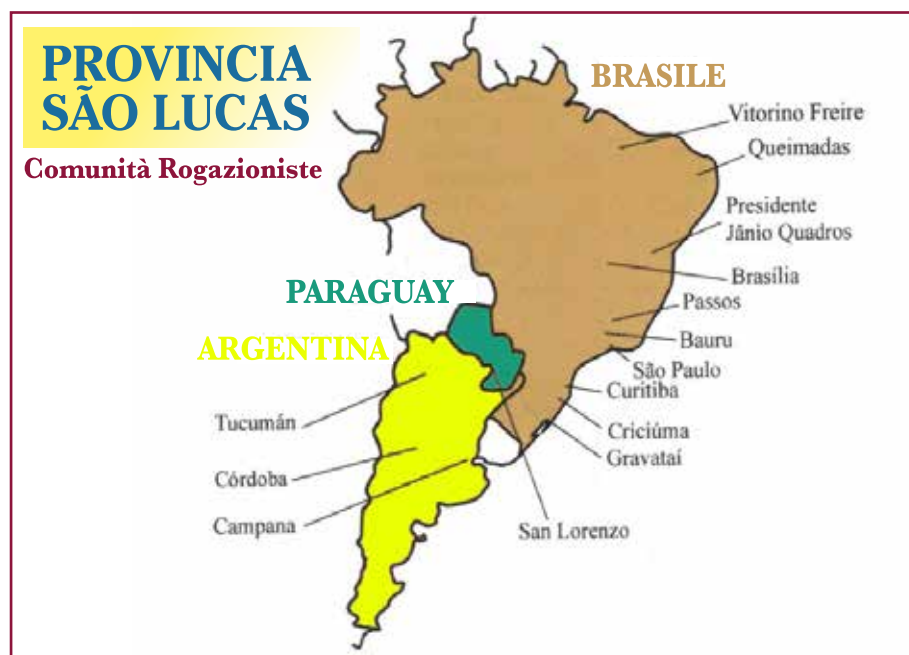 PROVINCIA
SÃO LUCAS
Comunità Rogazioniste
BRASILE
Vitorino Freire
Queimadas
Presidente
Jânio Quadros
Brasília
Passos
Bauru
São Paulo
Curitiba
Criciúma
Gravataí
PARAGUAY
San Lorenzo
ARGENTINA
Tucumán
Córdoba
Campana